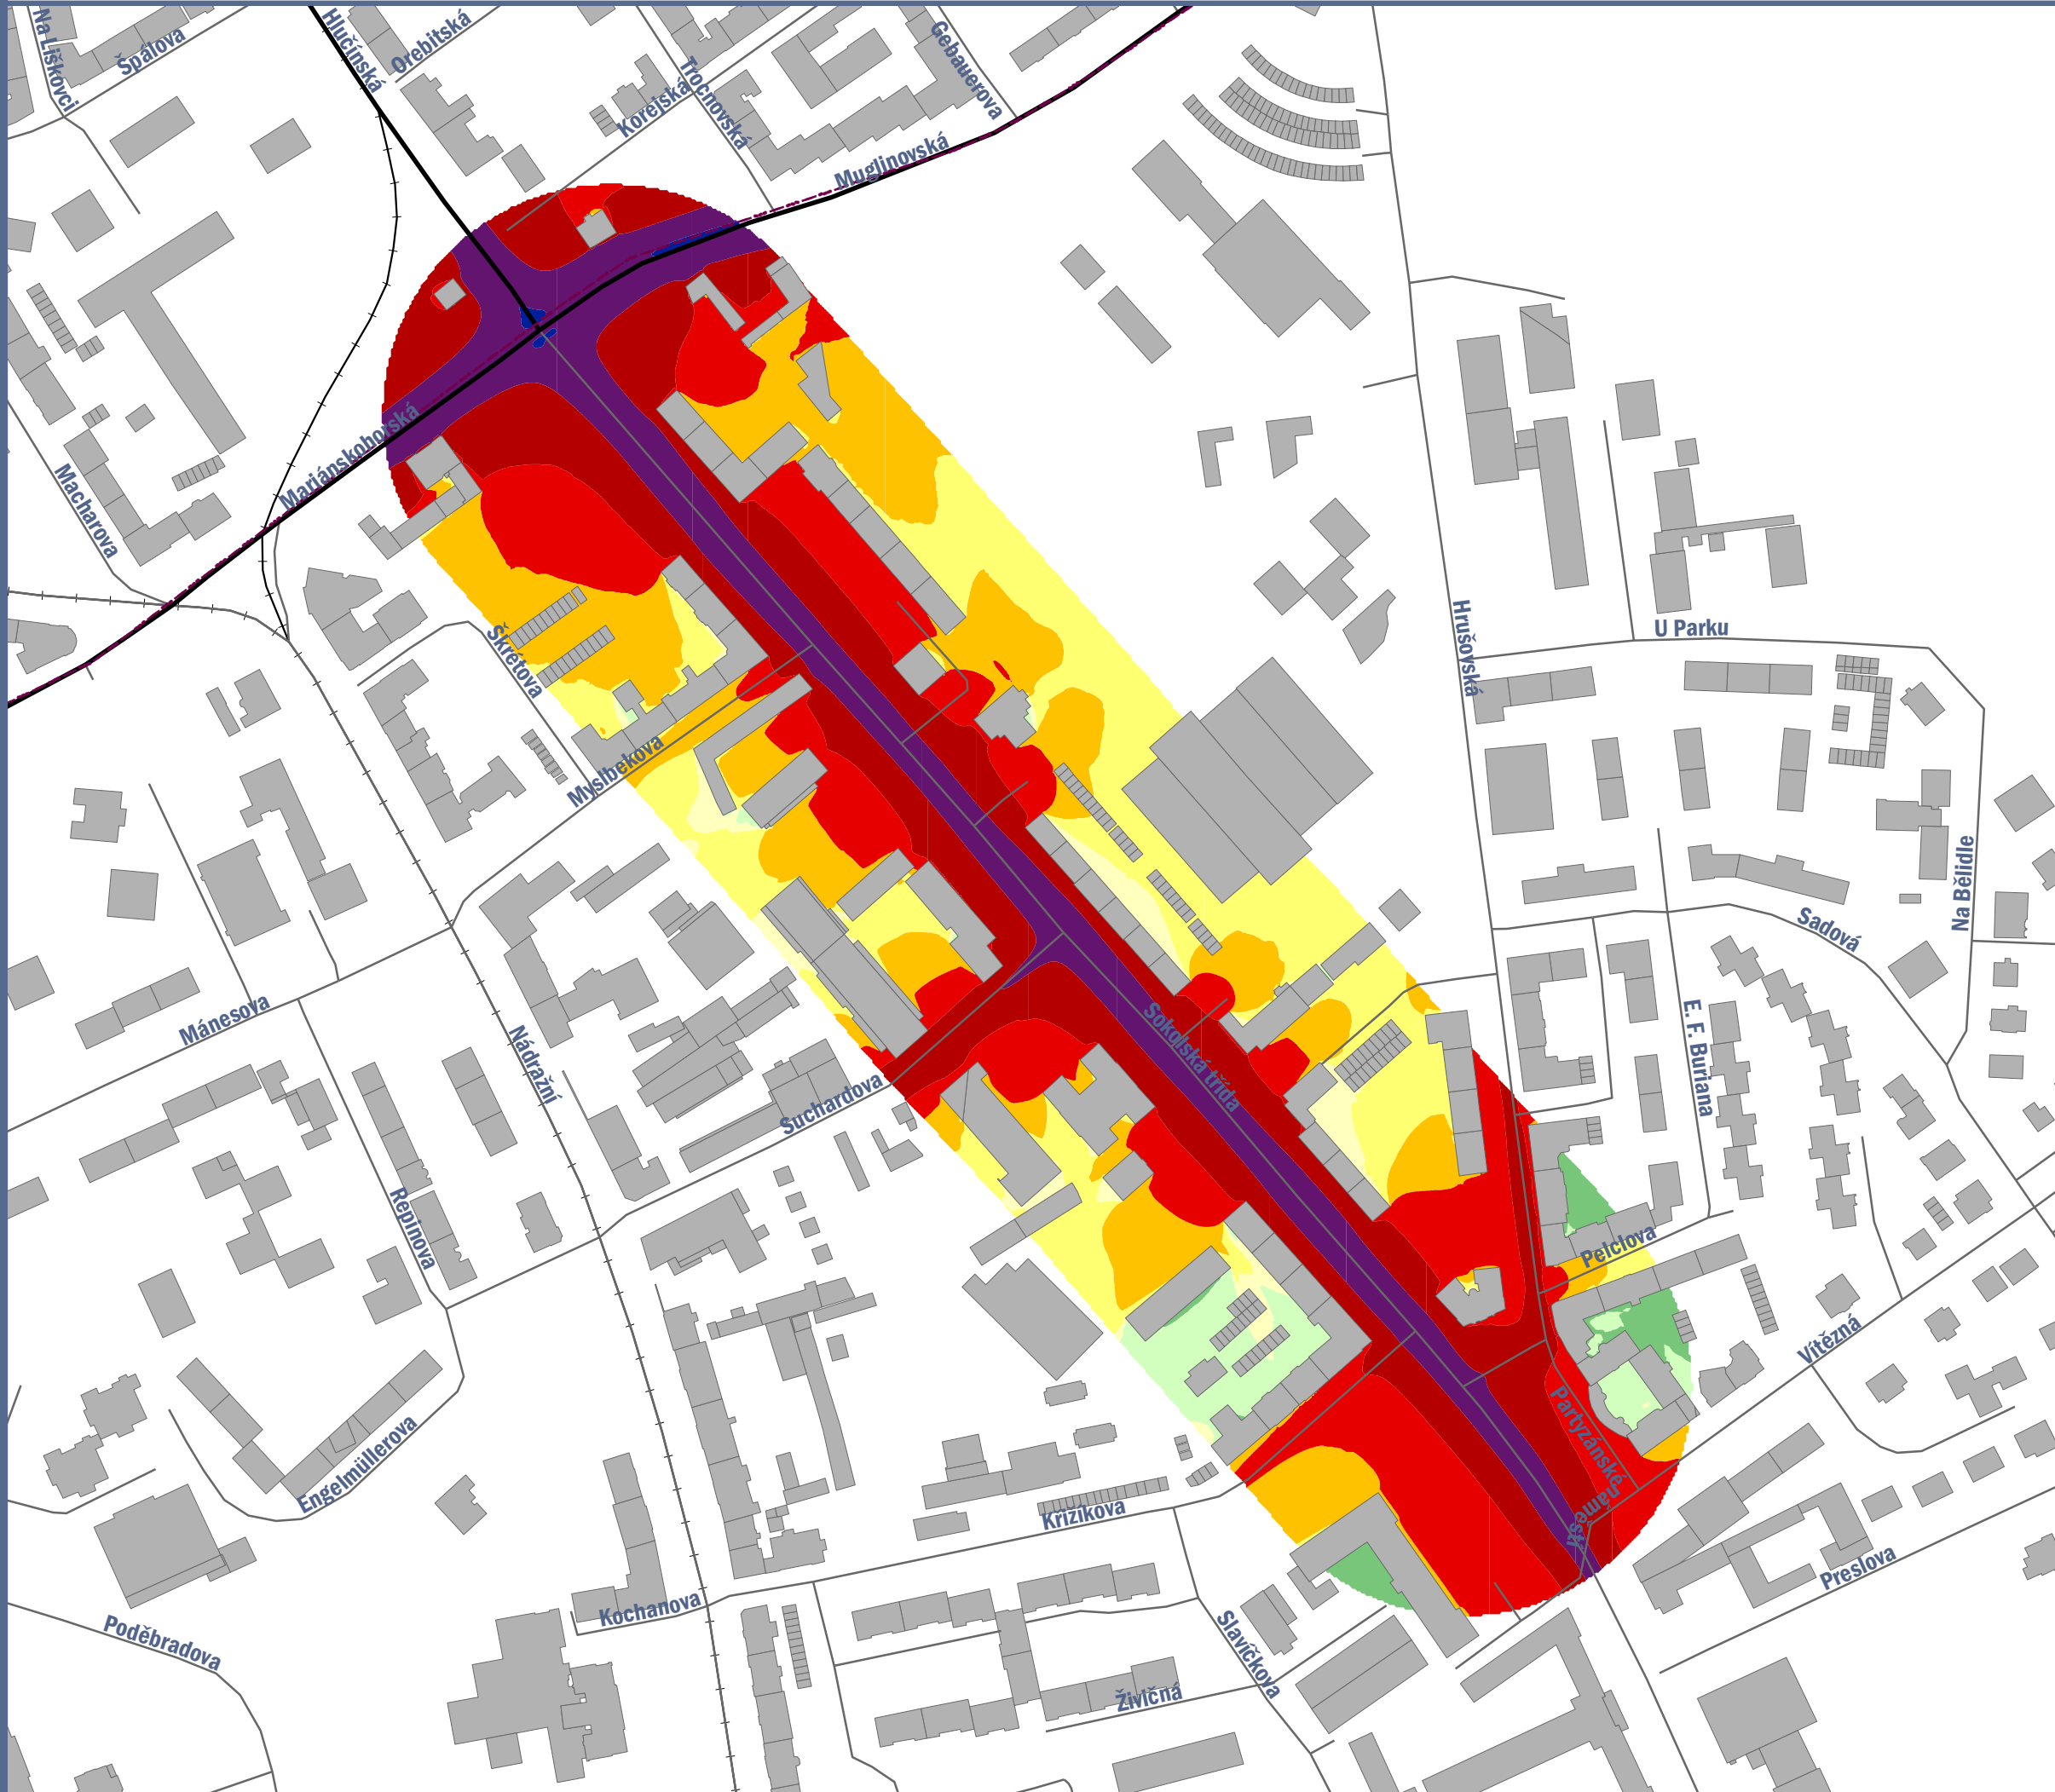 Na Liškovci
Špálova
Hlučínská
Orebitská
Trocnovská
Korejská
Gebauerova
Muglinovská
Mariánskohorská
Macharova
Škrétova
Myslbekova
Hrušovská
U Parku
Na Bělidle
Sadová
E. F. Buriana
Mánesova
Nádražní
Suchardova
Sokolská třída
Repinova
Pelclova
Vítězná
Partyzánské
náměstí
Engelmüllerova
Křižíkova
Preslova
Kochanova
Poděbradova
Slavíčkova
Živičná